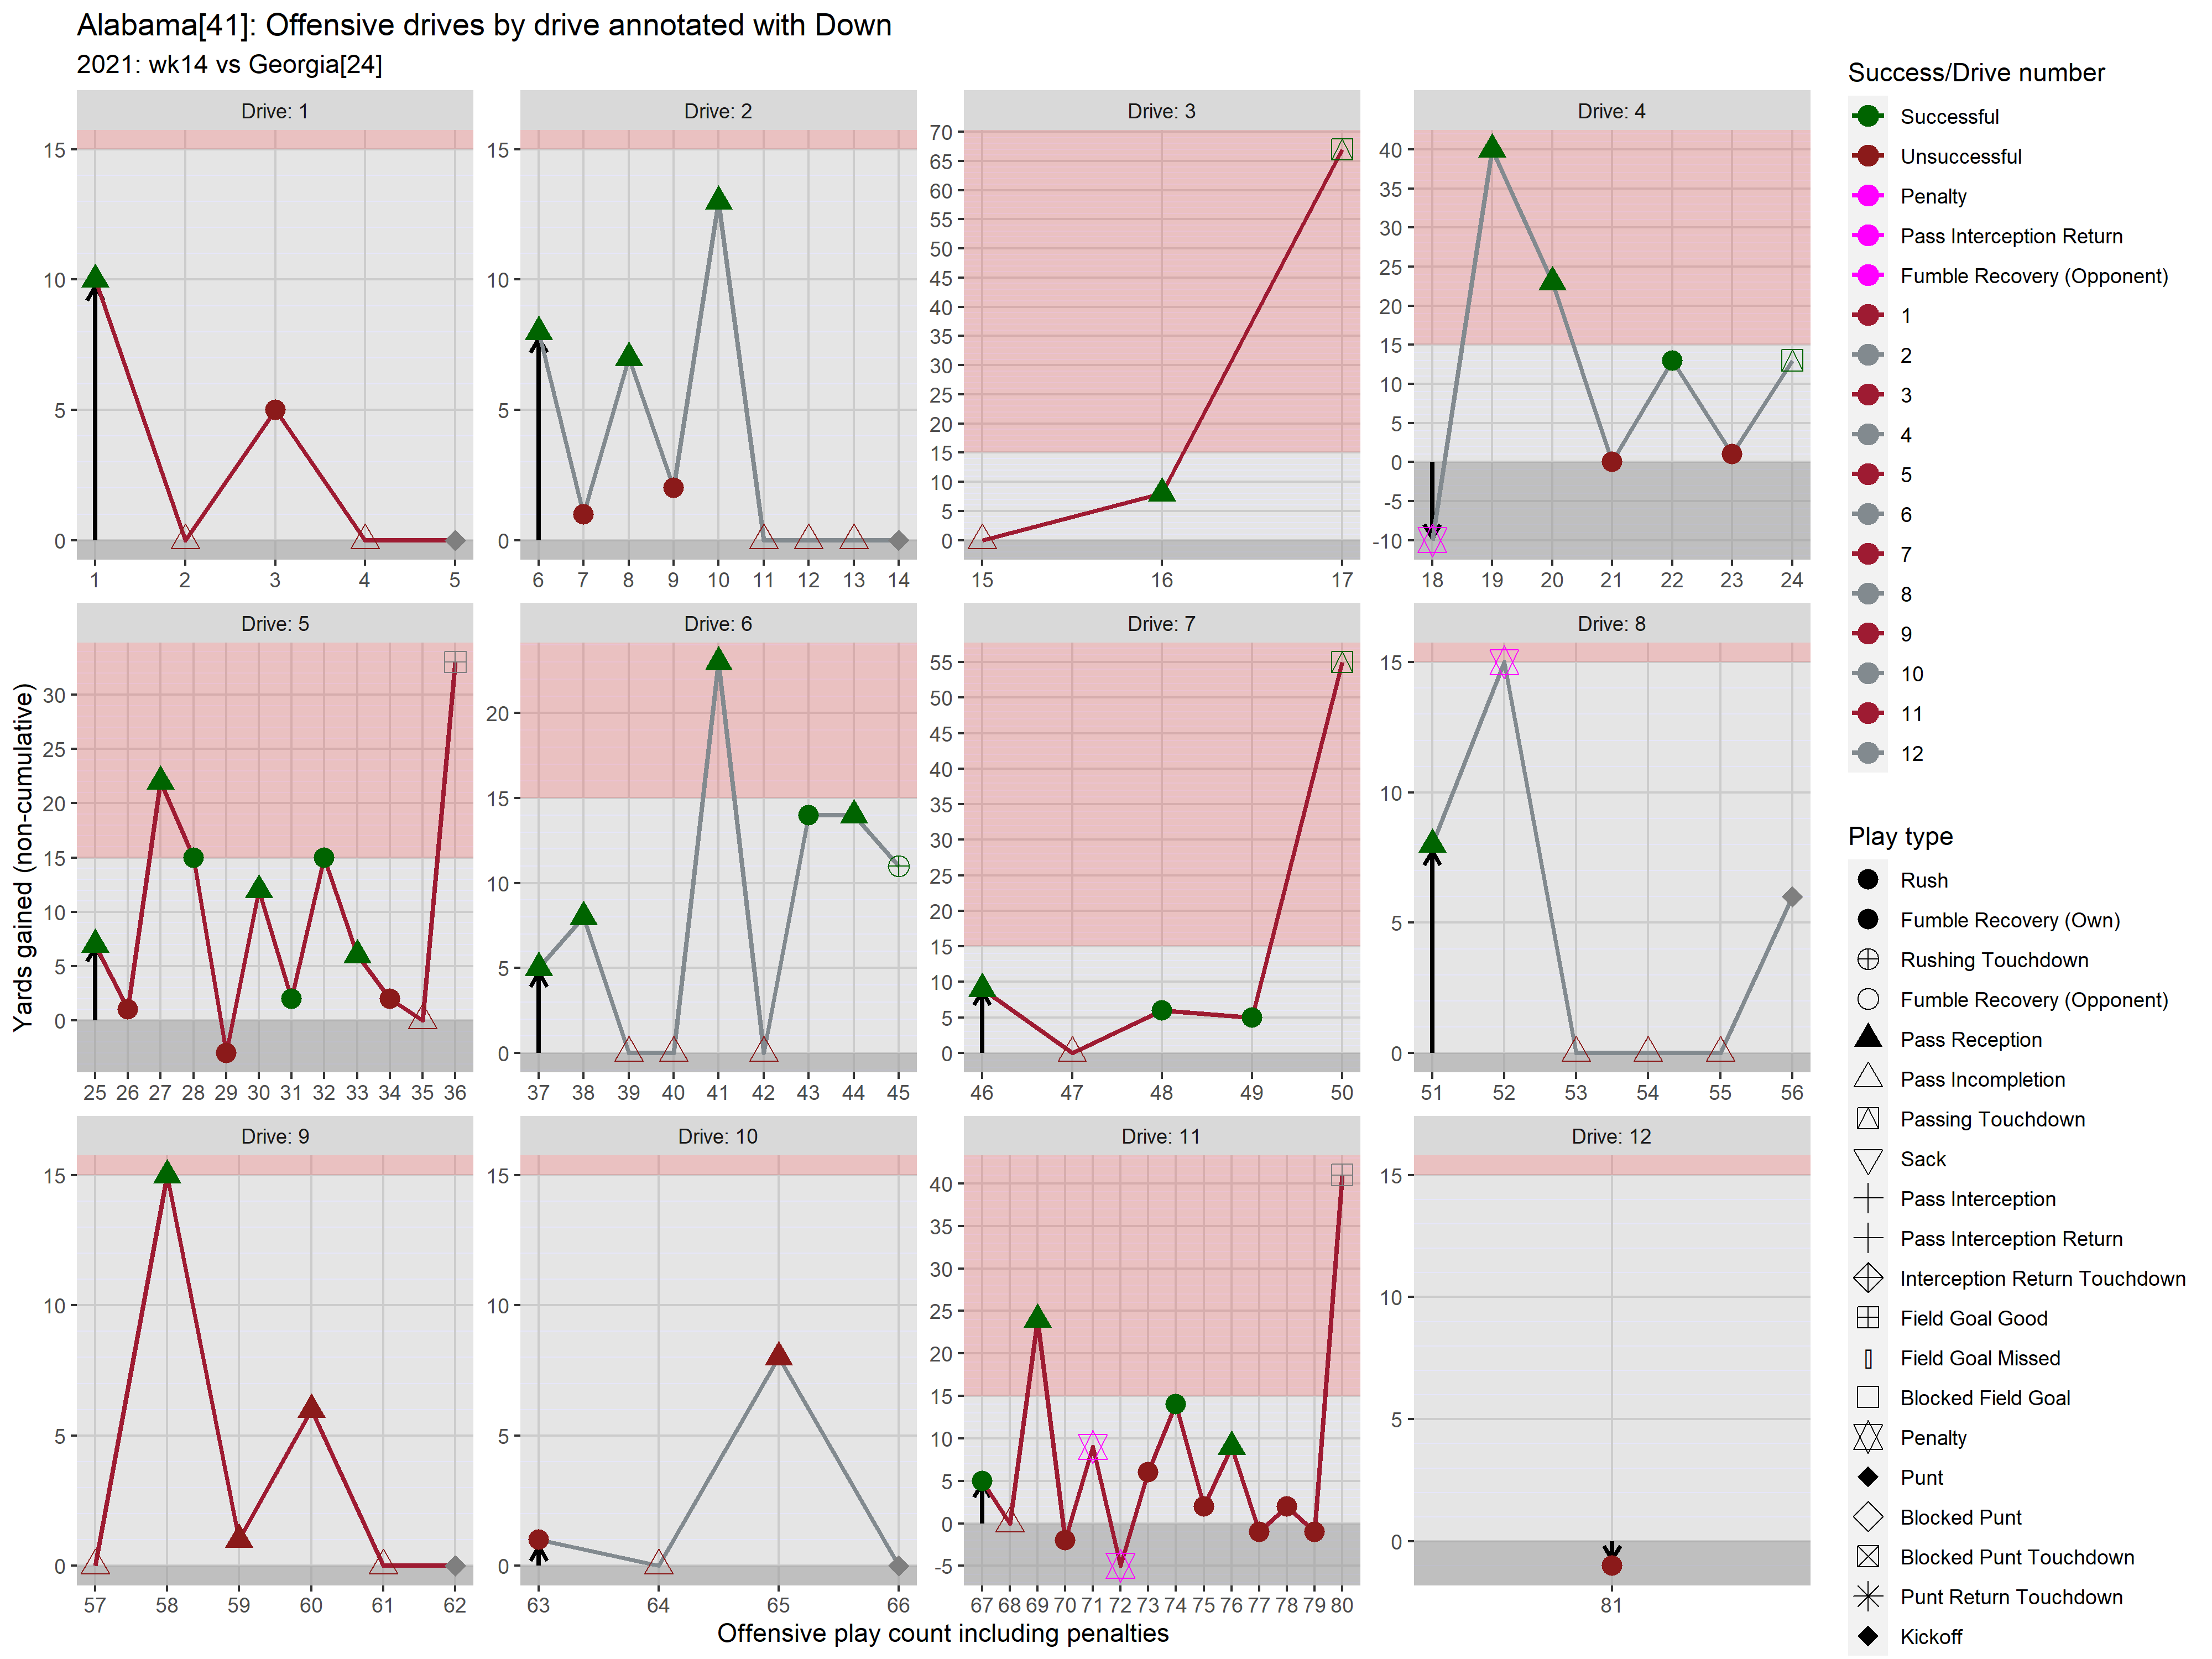 Alabama[41]: Offensive drives by drive annotated with Down
2021: wk14 vs Georgia[24]
Drive: 1
15
10
5
0
1 2 3 4 5
Drive: 2
15
10
5
0
6 7 8 9 10 11 12 13 14
Drive: 3
70
65
60
55
50
45
40
35
30
25
20
15
10
5
0
15 16 17
Drive: 4
40
35
30
25
20
15
10
5
0
-5
-10
18 19 20 21 22 23 24
Drive: 5
30
25
20
15
10
5
0
25 26 27 28 29 30 31 32 33 34 35 36
Drive: 6
20
15
10
5
0
37 38 39 40 41 42 43 44 45
Drive: 7
55
50
45
40
35
30
25
20
15
10
5
0
46 47 48 49 50
Drive: 8
15
10
5
0
51 52 53 54 55 56
Drive: 9
15
10
5
0
57 58 59 60 61 62
Drive: 10
15
10
5
0
63 64 65 66
Drive: 11
40
35
30
25
20
15
10
5
0
-5
67 68 69 70 71 72 73 74 75 76 77 78 79 80
Drive: 12
15
10
5
0
81
Yards gained (non-cumulative)
Offensive play count including penalties
Success/Drive number
Successful
Unsuccessful
Penalty
Pass Interception Return
Fumble Recovery (Opponent)
1
2
3
4
5
6
7
8
9
10
11
12
Play type
Rush
Fumble Recovery (Own)
Rushing Touchdown
Fumble Recovery (Opponent)
Pass Reception
Pass Incompletion
Passing Touchdown
Sack
Pass Interception
Pass Interception Return
Interception Return Touchdown
Field Goal Good
Field Goal Missed
Blocked Field Goal
Penalty
Punt
Blocked Punt
Blocked Punt Touchdown
Punt Return Touchdown
Kickoff